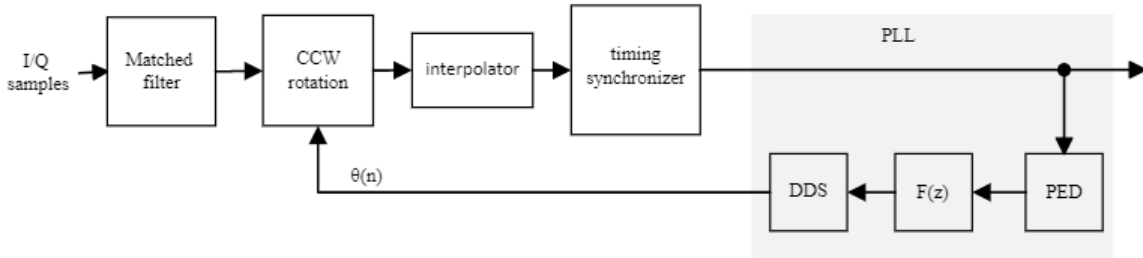 I/Q
samples
Matched
filter
CCW
rotation
interpolator
timing
synchronizer
PLL
θ(n)
DDS
F(z)
PED